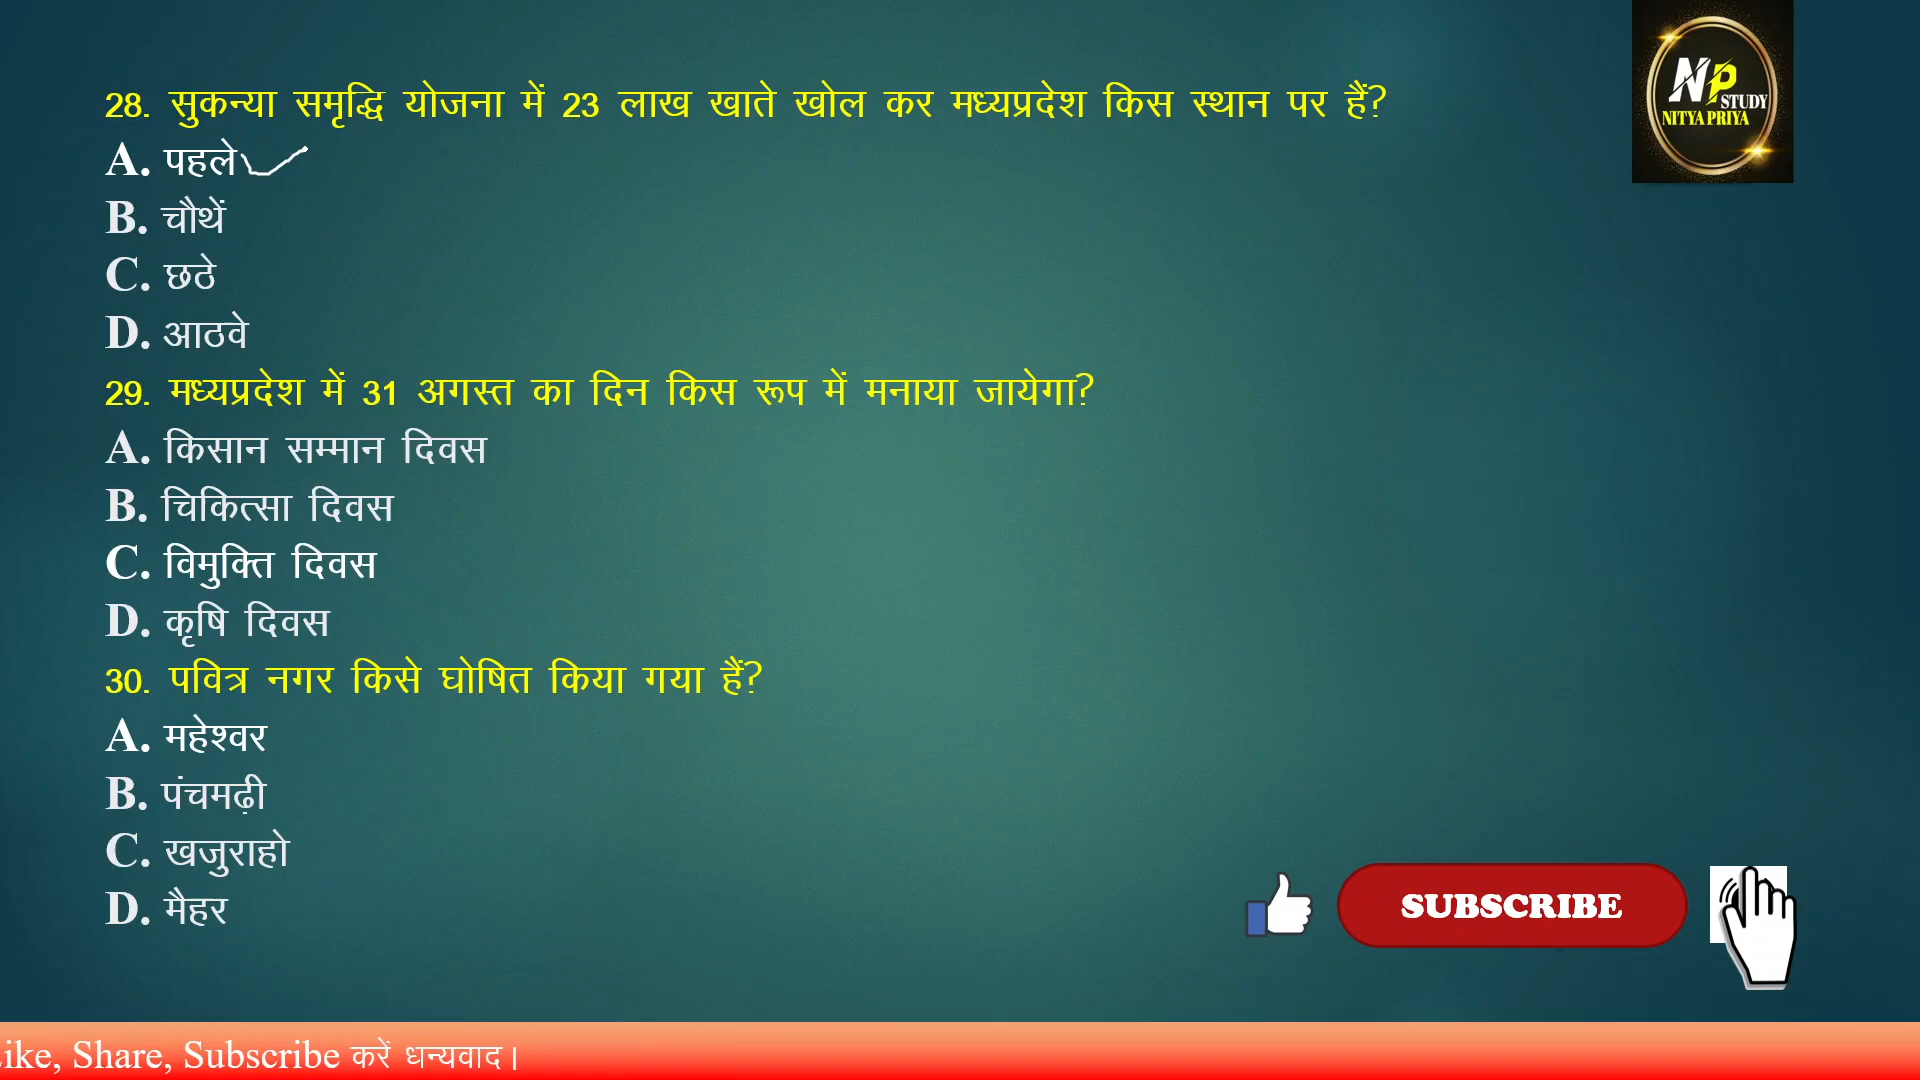 28. सुकन्या समृद्धि योजना में 23 लाख खाते खोल कर मध्यप्रदेश किस स्थान पर हैं?
A. पहले
B. चौथें
C. छठे
D. आठवे
29. मध्यप्रदेश में 31 अगस्त का दिन किस रूप में मनाया जायेगा?
A. किसान सम्मान दिवस
B. चिकित्सा दिवस
C. विमुक्ति दिवस
D. कृषि दिवस
30. पवित्र नगर किसे घोषित किया गया हैं?
A. महेश्वर
B. पंचमढ़ी
C. खजुराहो
D. मैहर
NP STUDY
NITYA PRIYA
SUBSCRIBE
ike, Share, Subscribe करें धन्यवाद।